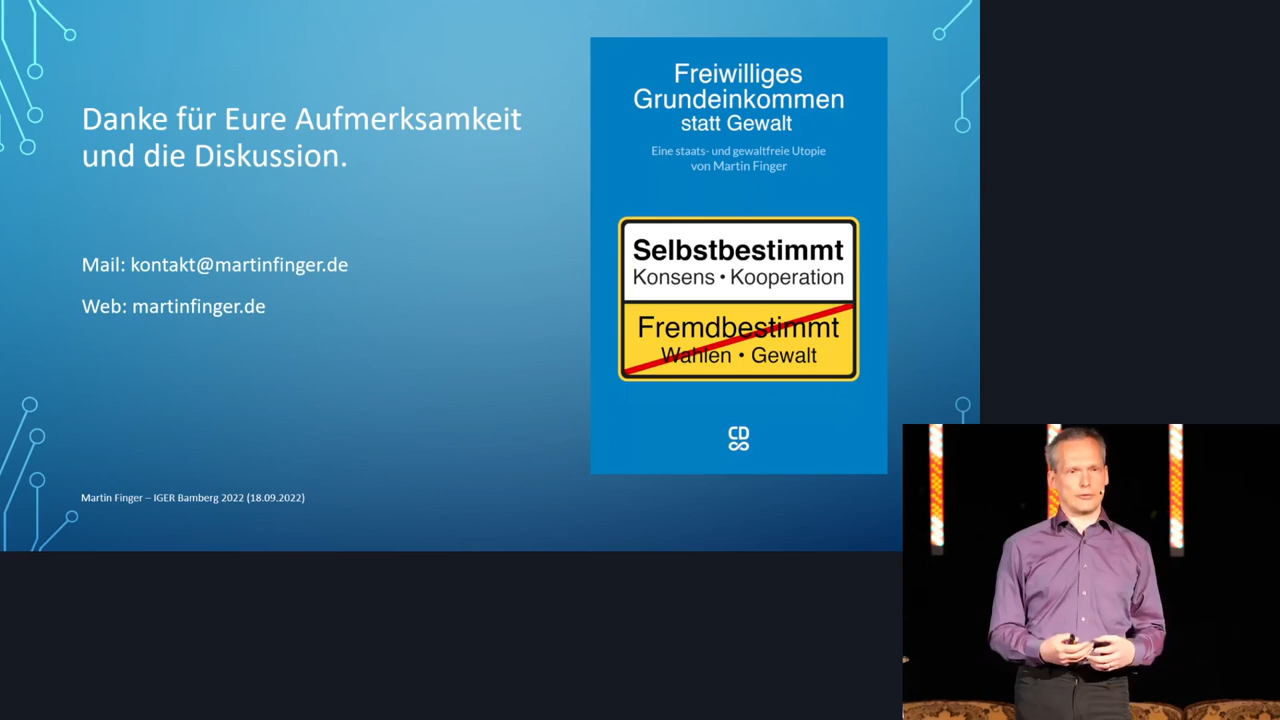 Danke für Eure Aufmerksamkeit
und die Diskussion.
Mail: kontakt@martinfinger.de
Web: martinfinger.de
Martin Finger – IGER Bamberg 2022 (18.09.2022)
Freiwilliges
Grundeinkommen
statt Gewalt
Eine staats- und gewaltfreie Utopie
von Martin Finger
Selbstbestimmt
Konsens • Kooperation
Fremdbestimmt
Wahlen • Gewalt
CD